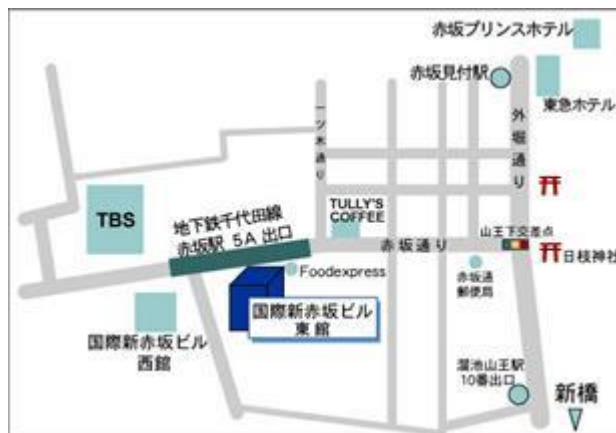 赤坂プリンスホテル
赤坂見付駅
東急ホテル
外堀通り
一ツ木通り
TBS
地下鉄千代田線
赤坂駅 5A 出口
TULLY'S
COFFEE
赤坂通り
山王下交差点
日枝神社
Foodexpress
赤坂通
郵便局
国際新赤坂ビル
東館
国際新赤坂ビル
西館
溜池山王駅
10番出口
新橋